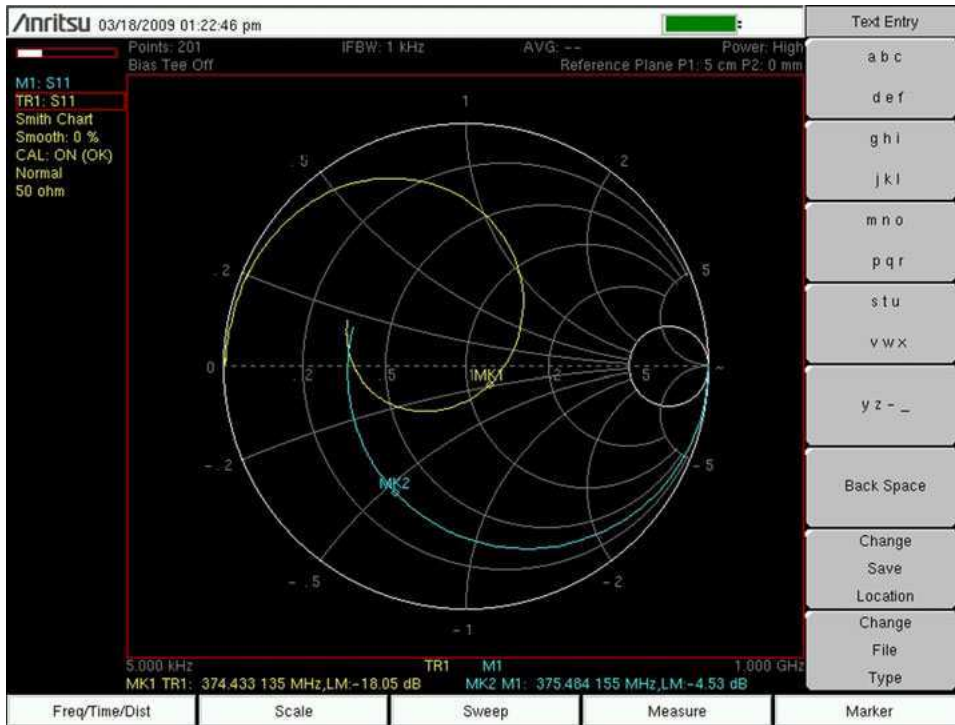 Anritsu 03/18/2009 01:22:46 pm
Text Entry
Points: 201 IFBW: 1 kHz AVG: -- Power: High
Bias Tee Off Reference Plane P1: 5 cm P2: 0 mm
M1: S11
TR1: S11
Smith Chart
Smooth: 0 %
CAL: ON (OK)
Normal
50 ohm
1
.5 2
.2 5
0 .2 .5 1MK1 2 5 ~
-.2 -5
MK2
-.5 -2
-1
5.000 kHz TR1 M1 1.000 GHz
MK1 TR1: 374.433 135 MHz,LM:-18.05 dB MK2 M1: 375.484 155 MHz,LM:-4.53 dB
a b c
d e f
g h i
j k l
m n o
p q r
s t u
v w x
y z - _
Back Space
Change
Save
Location
Change
File
Type
Freq/Time/Dist Scale Sweep Measure Marker